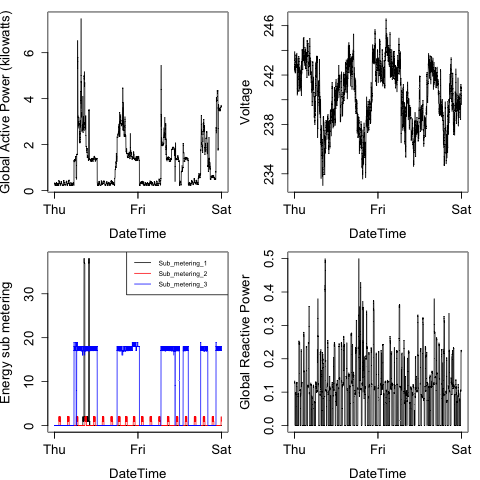 Global Active Power (kilowatts)
6
4
2
0
Thu
Fri
Sat
DateTime
Voltage
246
242
238
234
Thu
Fri
Sat
DateTime
Energy sub metering
30
20
10
0
Sub_metering_1
Sub_metering_2
Sub_metering_3
Thu
Fri
Sat
DateTime
Global Reactive Power
0.5
0.4
0.3
0.2
0.1
0.0
Thu
Fri
Sat
DateTime